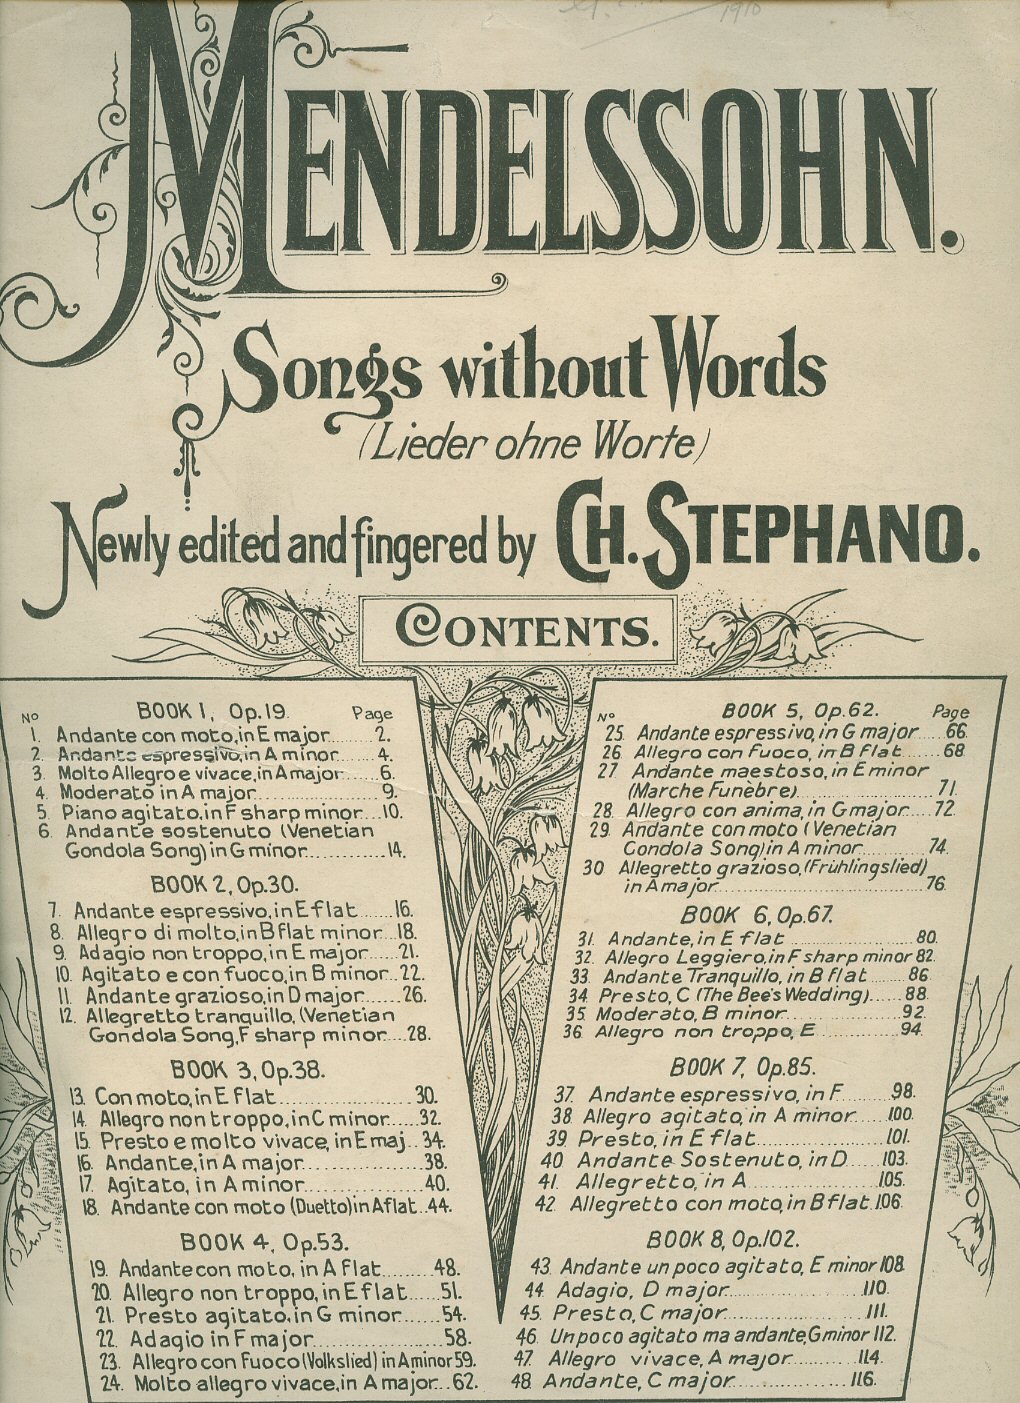 1910
MENDELSSOHN.
Songs without Words
(Lieder ohne Worte)
Newly edited and fingered by CH. STEPHANO.
CONTENTS.
BOOK 1, Op.19.
No Page
1. Andante con moto, in E major 2.
2. Andante espressivo, in A minor 4.
3. Molto Allegro e vivace, in A major 6.
4. Moderato in A major 9.
5. Piano agitato, in F sharp minor 10.
6. Andante sostenuto (Venetian
Gondola Song) in G minor 14.
BOOK 2, Op.30.
7. Andante espressivo, in E flat 16.
8. Allegro di molto, in B flat minor 18.
9. Adagio non troppo, in E major 21.
10. Agitato e con fuoco, in B minor 22.
11. Andante grazioso, in D major 26.
12. Allegretto tranquillo, (Venetian
Gondola Song, F sharp minor 28.
BOOK 3, Op.38.
13. Con moto, in E flat 30.
14. Allegro non troppo, in C minor 32.
15. Presto e molto vivace, in E maj 34.
16. Andante, in A major 38.
17. Agitato, in A minor 40.
18. Andante con moto (Duetto) in A flat 44.
BOOK 4, Op.53.
19. Andante con moto, in A flat 48.
20. Allegro non troppo, in E flat 51.
21. Presto agitato, in G minor 54.
22. Adagio in F major 58.
23. Allegro con Fuoco (Volkslied) in A minor 59.
24. Molto allegro vivace, in A major 62.
BOOK 5, Op.62.
No Page
25. Andante espressivo, in G major 66.
26. Allegro con fuoco, in B flat 68
27 Andante maestoso, in E minor
(Marche Funèbre) 71.
28. Allegro con anima, in G major 72.
29. Andante con moto (Venetian
Gondola Song) in A minor 74.
30 Allegretto grazioso, (Frühlingslied)
in A major 76.
BOOK 6, Op.67.
31. Andante, in E flat 80.
32. Allegro Leggiero, in F sharp minor 82.
33. Andante Tranquillo, in B flat 86.
34. Presto, C (The Bee's Wedding) 88.
35. Moderato, B minor 92.
36. Allegro non troppo, E 94.
BOOK 7, Op.85.
37. Andante espressivo, in F 98.
38. Allegro agitato, in A minor 100.
39. Presto, in E flat 101.
40 Andante Sostenuto, in D 103.
41. Allegretto, in A 105.
42. Allegretto con moto, in B flat 106.
BOOK 8, Op.102.
43. Andante un poco agitato, E minor 108.
44. Adagio, D major 110.
45. Presto, C major 111.
46. Un poco agitato ma andante, G minor 112.
47. Allegro vivace, A major 114.
48. Andante, C major 116.